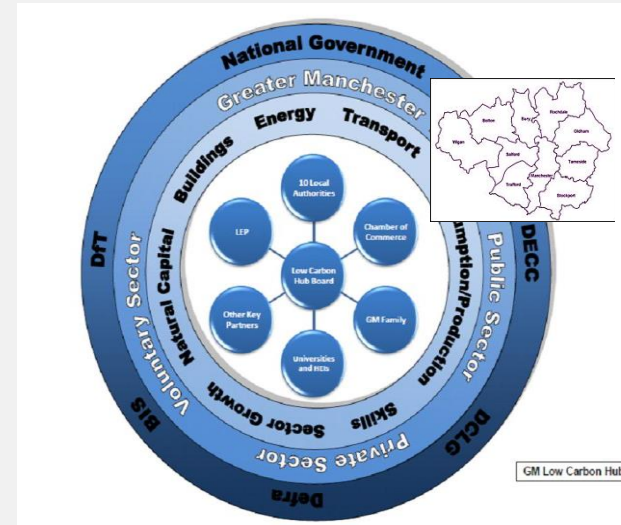 National Government
Greater Manchester
Energy
Transport
Buildings
10 Local
Authorities
LEP
Chamber of
Commerce
Low Carbon
Hub Board
Other Key
Partners
GM Family
Universities
and HEIs
DfT
Voluntary Sector
Natural Capital
DECC
Public Sector
umption/Production
Skills
Sector Growth
Private Sector
BIS
DCLG
Defra
Rochdale
Bolton
Bury
Oldham
Wigan
Salford
Tameside
Manchester
Trafford
Stockport
GM Low Carbon Hub